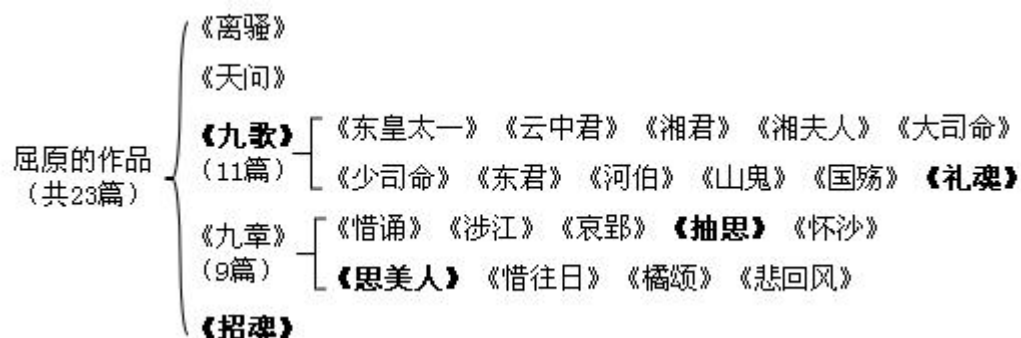 《离骚》
《天问》
《九歌》
《东皇太一》《云中君》《湘君》《湘夫人》《大司命》
屈原的作品
（11篇）
《少司命》《东君》《河伯》《山鬼》《国殇》《礼魂》
（共23篇）
《九章》
《惜诵》《涉江》《哀郢》《抽思》《怀沙》
（9篇）
《思美人》《惜往日》《橘颂》《悲回风》
《招魂》